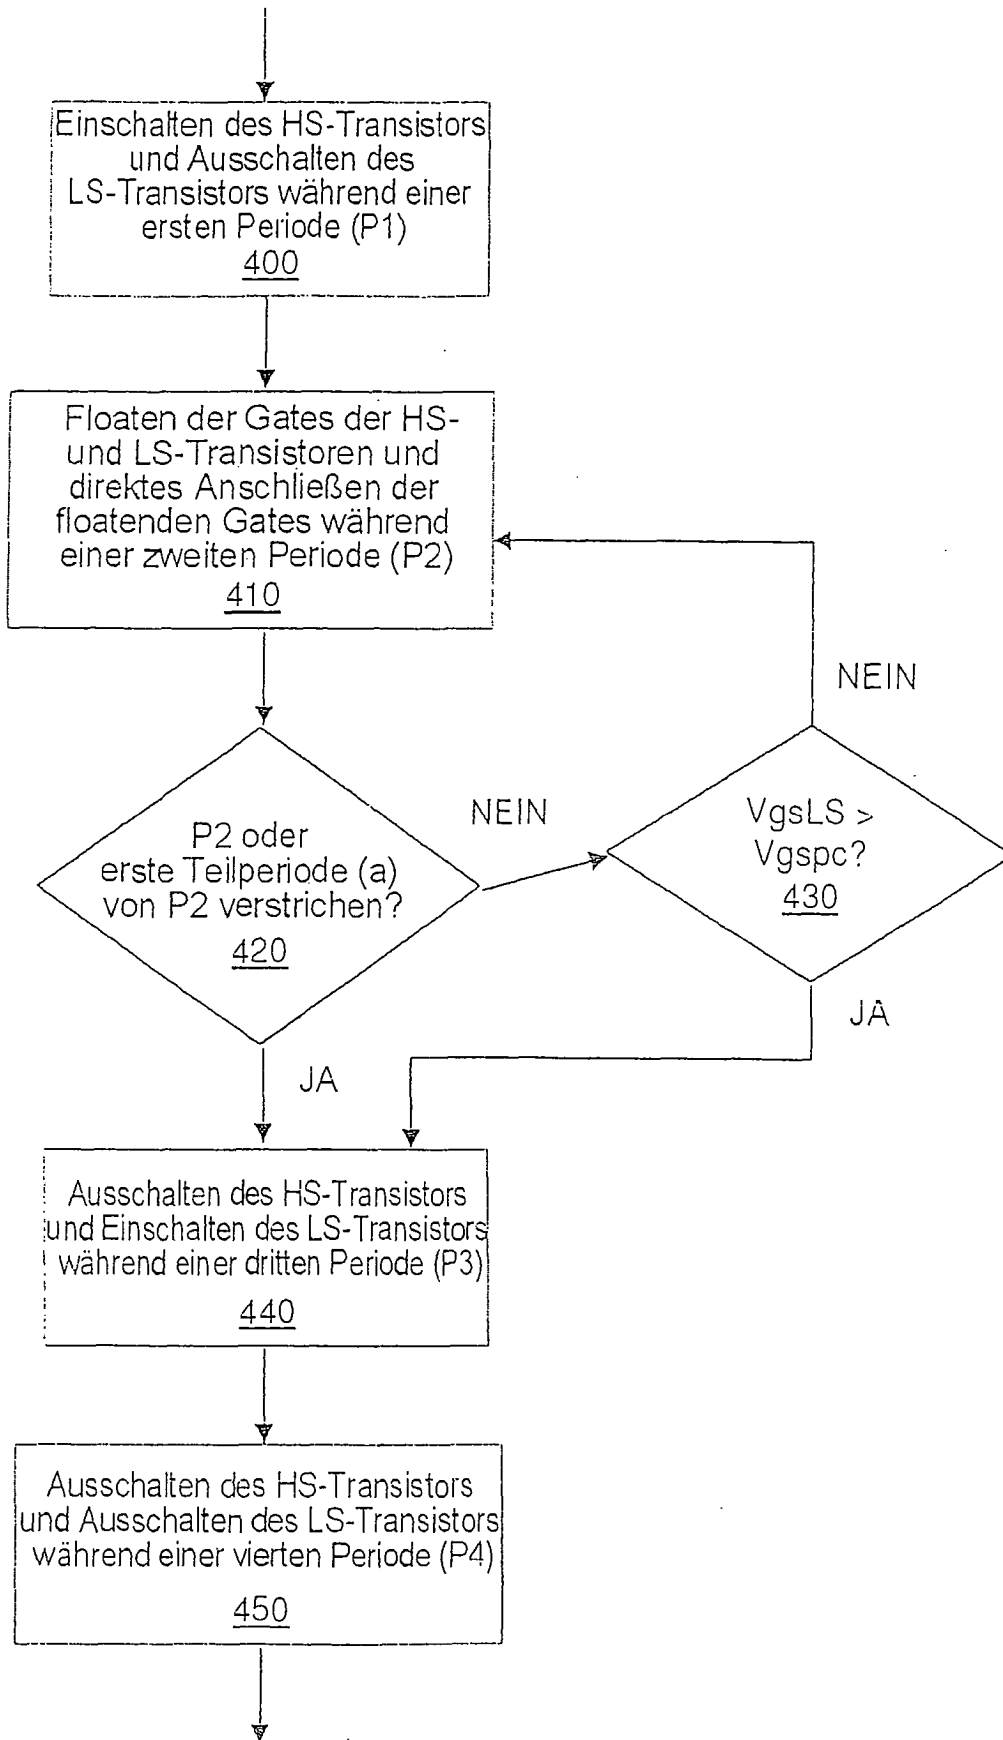 Einschalten des HS-Transistors
und Ausschalten des
LS-Transistors während einer
ersten Periode (P1)
400
Floaten der Gates der HS-
und LS-Transistoren und
direktes Anschließen der
floatenden Gates während
einer zweiten Periode (P2)
410
NEIN
P2 oder
erste Teilperiode (a)
von P2 verstrichen?
420
NEIN
VgsLS >
Vgspc?
430
JA
JA
Ausschalten des HS-Transistors
und Einschalten des LS-Transistors
während einer dritten Periode (P3)
440
Ausschalten des HS-Transistors
und Ausschalten des LS-Transistors
während einer vierten Periode (P4)
450